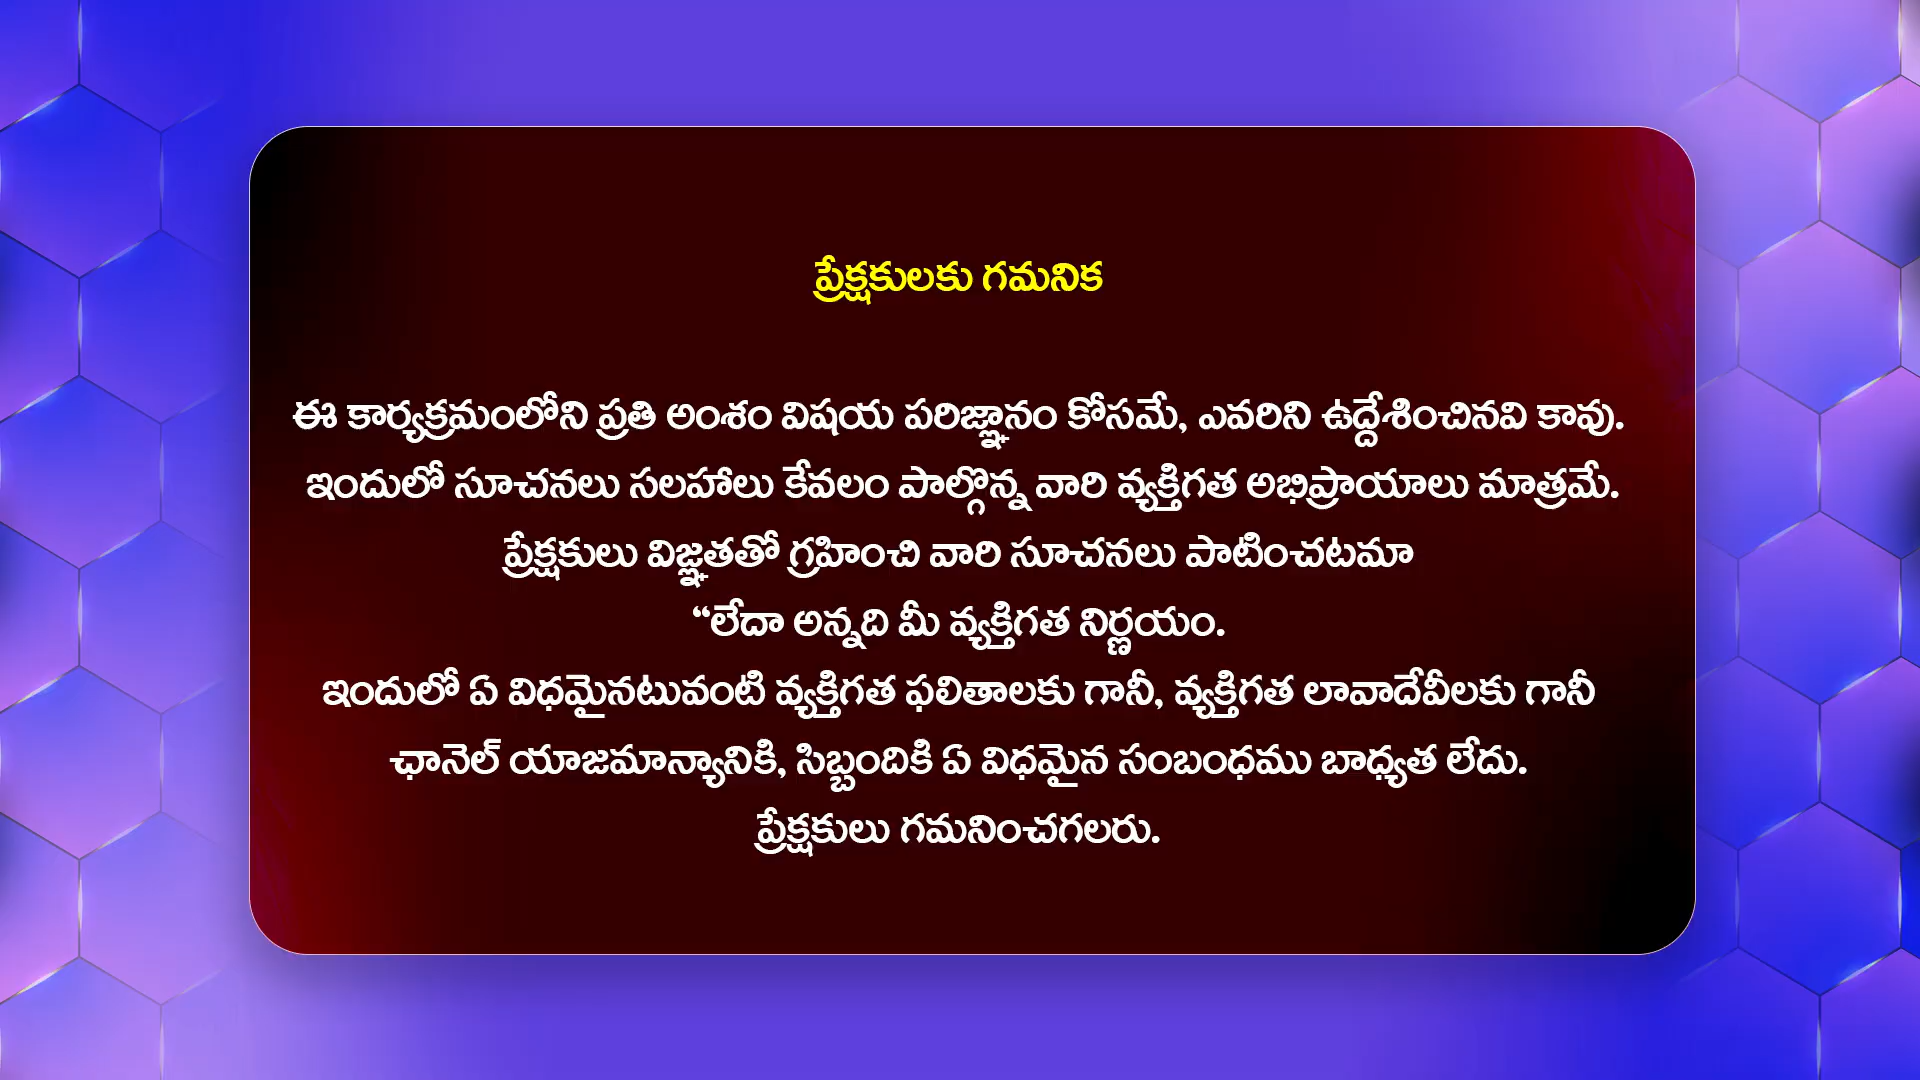 ప్రేక్షకులకు గమనిక
ఈ కార్యక్రమంలోని ప్రతి అంశం విషయ పరిజ్ఞానం కోసమే, ఎవరిని ఉద్దేశించినవి కావు.
ఇందులో సూచనలు సలహాలు కేవలం పాల్గొన్న వారి వ్యక్తిగత అభిప్రాయాలు మాత్రమే.
ప్రేక్షకులు విజ్ఞతతో గ్రహించి వారి సూచనలు పాటించటమా
“లేదా అన్నది మీ వ్యక్తిగత నిర్ణయం.
ఇందులో ఏ విధమైనటువంటి వ్యక్తిగత ఫలితాలకు గానీ, వ్యక్తిగత లావాదేవీలకు గానీ
ఛానెల్ యాజమాన్యానికి, సిబ్బందికి ఏ విధమైన సంబంధము బాధ్యత లేదు.
ప్రేక్షకులు గమనించగలరు.